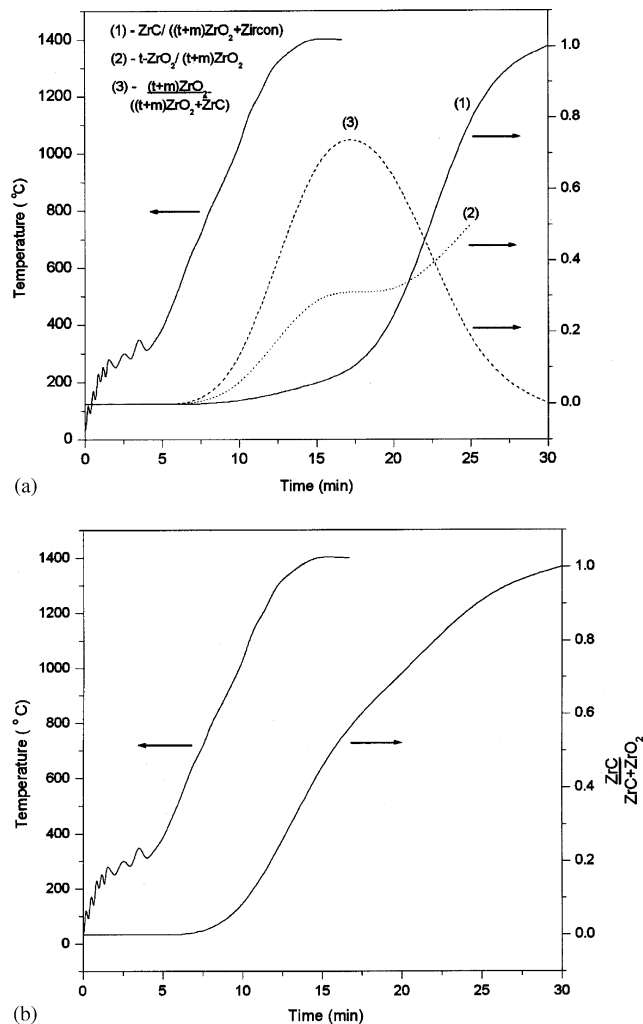 (1) - ZrC/ ((t+m)ZrO2+Zircon)
(2) - t-ZrO2/ (t+m)ZrO2
(3) - (t+m)ZrO2
((t+m)ZrO2+ZrC)
1400
1200
1000
800
600
400
200
0
Temperature ( °C)
(1)
(3)
(2)
1.0
0.8
0.6
0.4
0.2
0.0
0 5 10 15 20 25 30
Time (min)
(a)
1400
1200
1000
800
600
400
200
0
Temperature ( °C)
1.0
0.8
0.6
0.4
0.2
0.0
ZrC
ZrC+ZrO2
0 5 10 15 20 25 30
Time (min)
(b)